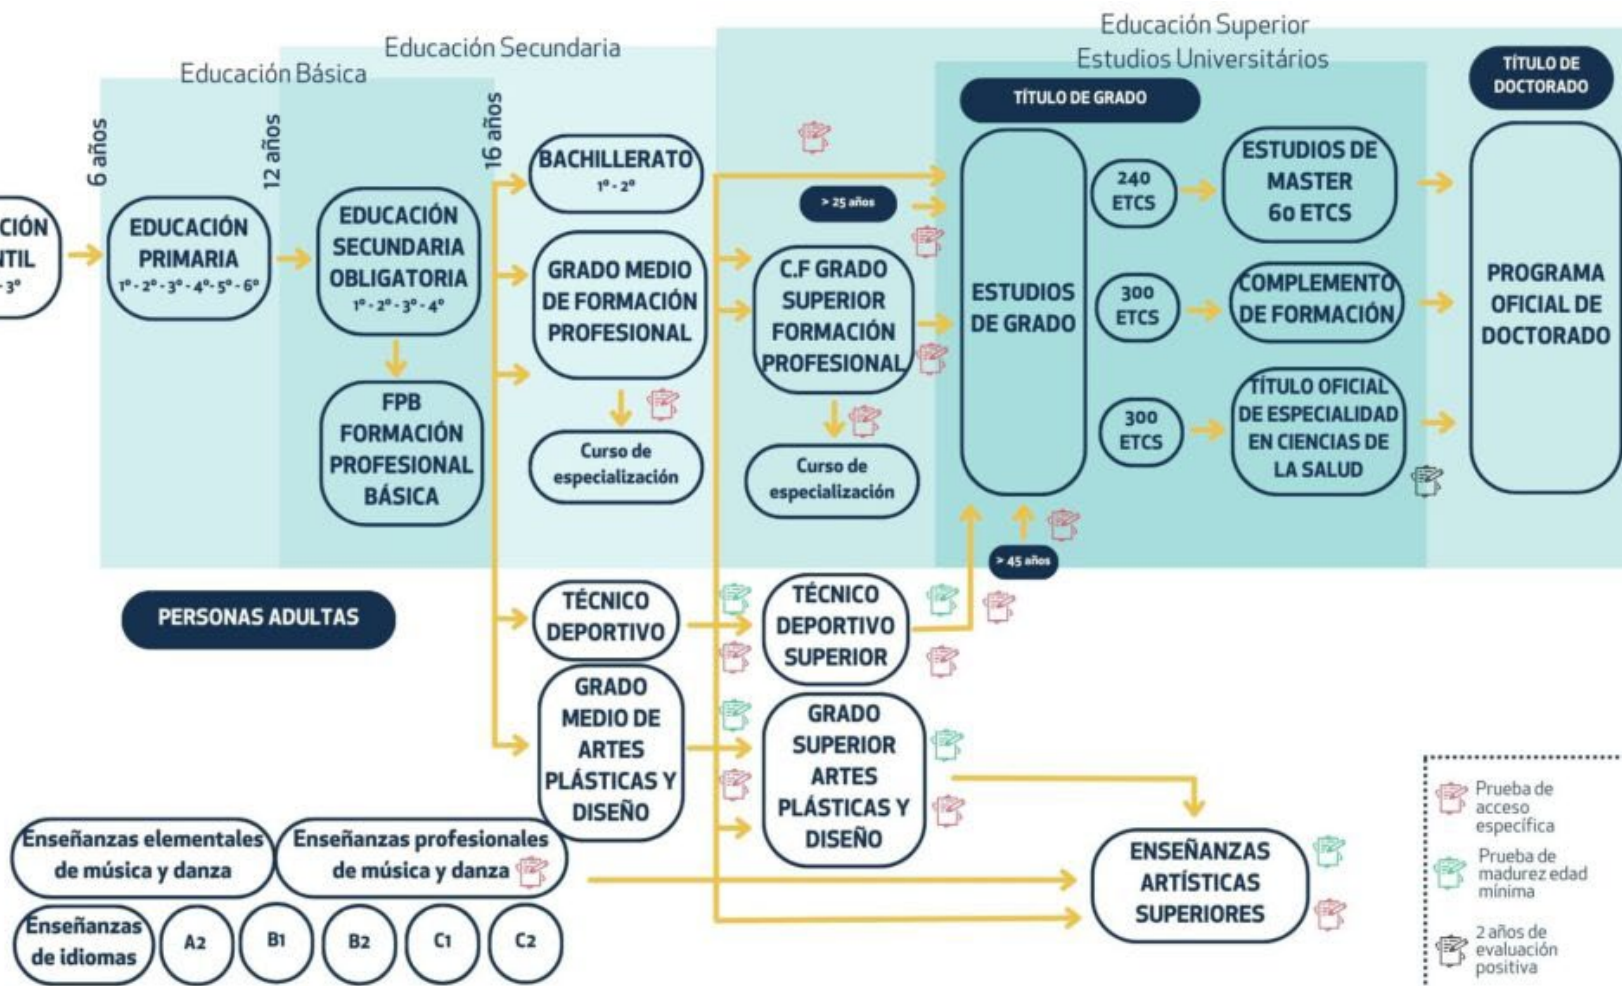 Educación Superior
Educación Secundaria
Estudios Universitários
Educación Básica
6 años
12 años
16 años
TÍTULO DE GRADO
TÍTULO DE
DOCTORADO
CIÓN
TIL
- 3º
EDUCACIÓN
PRIMARIA
1º - 2º - 3º - 4º- 5º - 6º
EDUCACIÓN
SECUNDARIA
OBLIGATORIA
1º - 2º - 3º - 4º
FPB
FORMACIÓN
PROFESIONAL
BÁSICA
BACHILLERATO
1º - 2º
GRADO MEDIO
DE FORMACIÓN
PROFESIONAL
Curso de
especialización
> 25 años
C.F GRADO
SUPERIOR
FORMACIÓN
PROFESIONAL
Curso de
especialización
ESTUDIOS
DE GRADO
240
ETCS
300
ETCS
300
ETCS
ESTUDIOS DE
MASTER
60 ETCS
COMPLEMENTO
DE FORMACIÓN
TÍTULO OFICIAL
DE ESPECIALIDAD
EN CIENCIAS DE
LA SALUD
PROGRAMA
OFICIAL DE
DOCTORADO
> 45 años
PERSONAS ADULTAS
TÉCNICO
DEPORTIVO
TÉCNICO
DEPORTIVO
SUPERIOR
GRADO
MEDIO DE
ARTES
PLÁSTICAS Y
DISEÑO
GRADO
SUPERIOR
ARTES
PLÁSTICAS Y
DISEÑO
Enseñanzas elementales
de música y danza
Enseñanzas profesionales
de música y danza
ENSEÑANZAS
ARTÍSTICAS
SUPERIORES
Enseñanzas
de idiomas
A2
B1
B2
C1
C2
Prueba de
acceso
específica
Prueba de
madurez edad
mínima
2 años de
evaluación
positiva